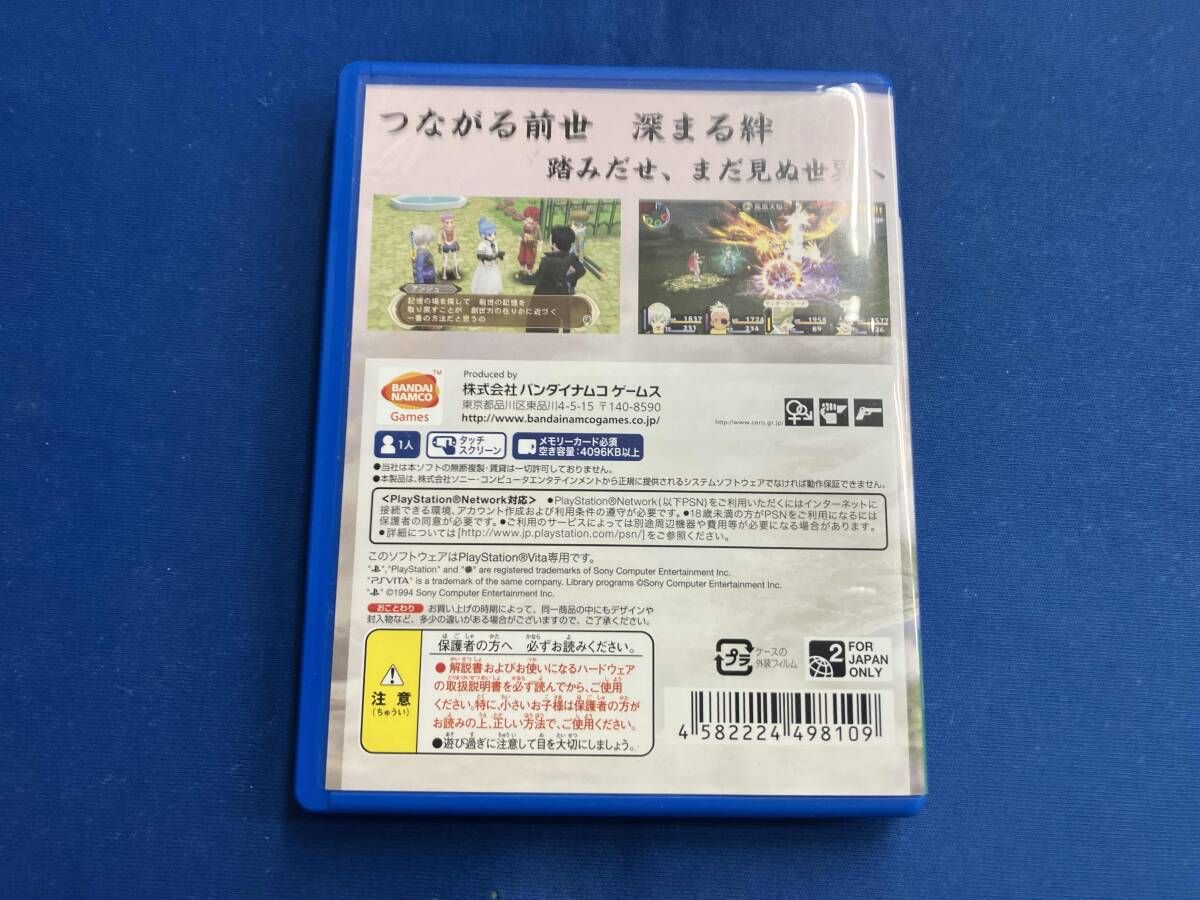 つながる前世 深まる絆
踏みだせ、まだ見ぬ世界へ
アンジュ
記憶の場を探して 前世の記憶を
取り戻すことが 創世力の在りかに近づく
一番の方法だと思うの
サンダーブレード
1837
231
1724
234
1958
89
BANDAI
NAMCO
Games
TM
Produced by
株式会社 バンダイナムコ ゲームス
東京都品川区東品川4-5-15 〒140-8590
http://www.bandainamcogames.co.jp/
http://www.cero.gr.jp/
1人
タッチ
スクリーン
メモリーカード必須
空き容量:4096KB以上
●当社は本ソフトの無断複製・賃貸は一切許可しておりません。
●本製品は、株式会社ソニー・コンピュータエンタテインメントから正規に提供されるシステムソフトウェアでなければ動作保証できません。
<PlayStation®Network対応> ●PlayStation®Network(以下PSN)をご利用いただくにはインターネットに
接続できる環境、アカウント作成および利用条件の遵守が必要です。●18歳未満の方がPSNをご利用になるには
保護者の同意が必要です。●ご利用のサービスによっては別途周辺機器や費用等が必要になる場合があります。
●詳細については[http://www.jp.playstation.com/psn/]をご参照ください。
このソフトウェアはPlayStation®Vita専用です。
" ", "PlayStation" and " " are registered trademarks of Sony Computer Entertainment Inc.
"PSVITA" is a trademark of the same company. Library programs ©Sony Computer Entertainment Inc.
" " ©1994 Sony Computer Entertainment Inc.
おことわり お買い上げの時期によって、同一商品の中にもデザインや
封入物など、多少の違いがある場合がございますので、ご了承ください。
注意
(ちゅうい)
保護者の方へ 必ずお読みください。
●解説書およびお使いになるハードウェア
の取扱説明書を必ず読んでから、ご使用
ください。特に、小さいお子様は保護者の方が
お読みの上、正しい方法で、ご使用ください。
●遊び過ぎに注意して目を大切にしましょう。
プラ
ケースの
外装フィルム
2
FOR
JAPAN
ONLY
4 582224 498109